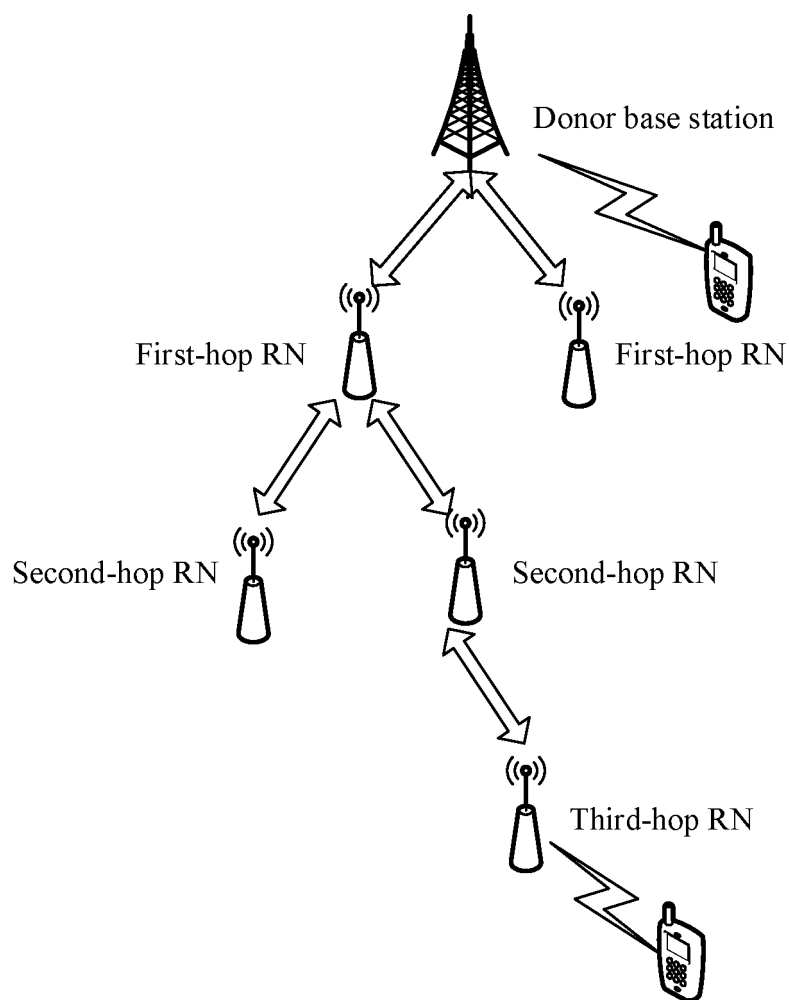 Donor base station
First-hop RN
First-hop RN
Second-hop RN
Second-hop RN
Third-hop RN